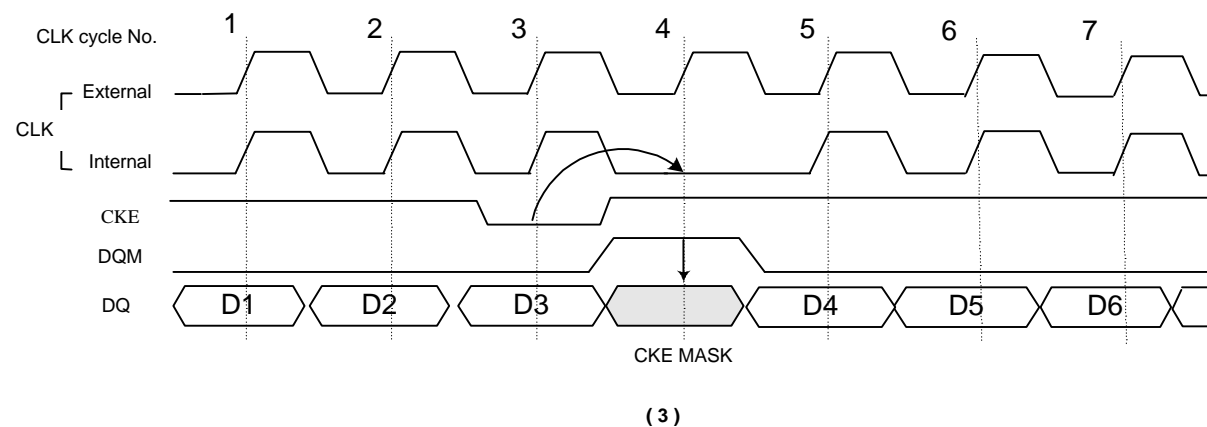 CLK cycle No. 1 2 3 4 5 6 7
External
CLK
Internal
CKE
DQM
DQ D1 D2 D3 D4 D5 D6
CKE MASK
( 3 )